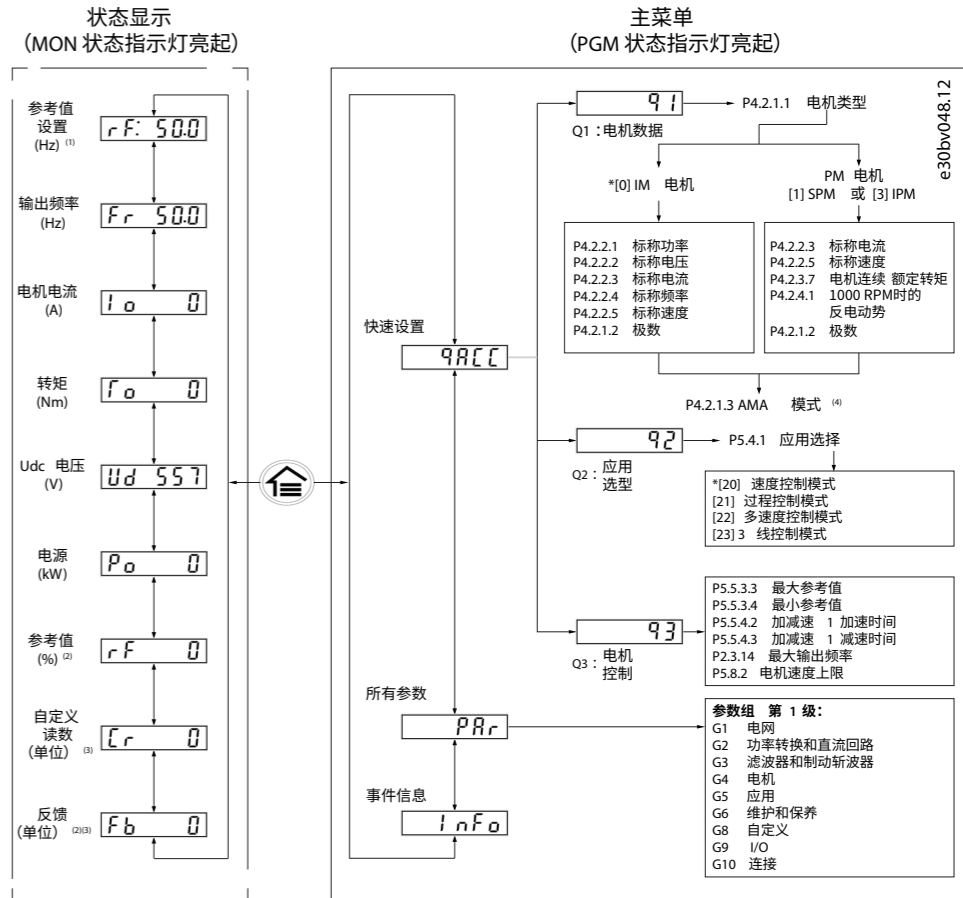 状态显示
（MON 状态指示灯亮起）
参考值
设置
(Hz) (1)
rF: 50.0
输出频率
(Hz)
Fr 50.0
电机电流
(A)
Io 0
转矩
(Nm)
To 0
Udc 电压
(V)
Ud 557
电源
(kW)
Po 0
参考值
(%) (2)
rF 0
自定义
读数
（单位） (3)
Cr 0
反馈
（单位） (2)(3)
Fb 0
主菜单
（PGM 状态指示灯亮起）
快速设置
qACC
所有参数
PAr
事件信息
InFo
q1
Q1：电机数据
P4.2.1.1 电机类型
*[0] IM 电机
PM 电机
[1] SPM 或 [3] IPM
P4.2.2.1 标称功率
P4.2.2.2 标称电压
P4.2.2.3 标称电流
P4.2.2.4 标称频率
P4.2.2.5 标称速度
P4.2.1.2 极数
P4.2.2.3 标称电流
P4.2.2.5 标称速度
P4.2.3.7 电机连续 额定转矩
P4.2.4.1 1000 RPM时的
反电动势
P4.2.1.2 极数
P4.2.1.3 AMA 模式 (4)
q2
Q2：应用
选型
P5.4.1 应用选择
*[20] 速度控制模式
[21] 过程控制模式
[22] 多速度控制模式
[23] 3 线控制模式
q3
Q3：电机
控制
P5.5.3.3 最大参考值
P5.5.3.4 最小参考值
P5.5.4.2 加减速 1 加速时间
P5.5.4.3 加减速 1 减速时间
P2.3.14 最大输出频率
P5.8.2 电机速度上限
参数组 第 1 级：
G1 电网
G2 功率转换和直流回路
G3 滤波器和制动斩波器
G4 电机
G5 应用
G6 维护和保养
G8 自定义
G9 I/O
G10 连接
e30bv048.12